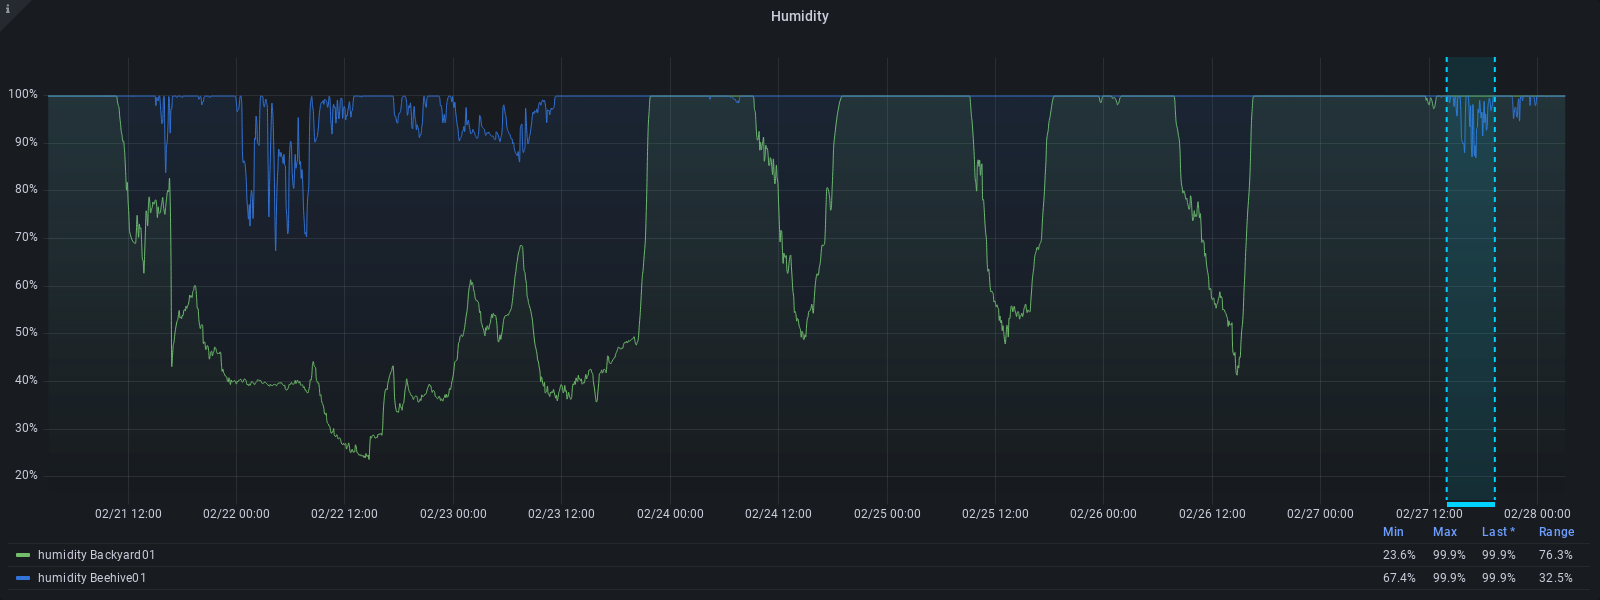 i
Humidity
100%
90%
80%
70%
60%
50%
40%
30%
20%
02/21 12:00 02/22 00:00 02/22 12:00 02/23 00:00 02/23 12:00 02/24 00:00 02/24 12:00 02/25 00:00 02/25 12:00 02/26 00:00 02/26 12:00 02/27 00:00 02/27 12:00 02/28 00:00
Min Max Last * Range
humidity Backyard01 23.6% 99.9% 99.9% 76.3%
humidity Beehive01 67.4% 99.9% 99.9% 32.5%